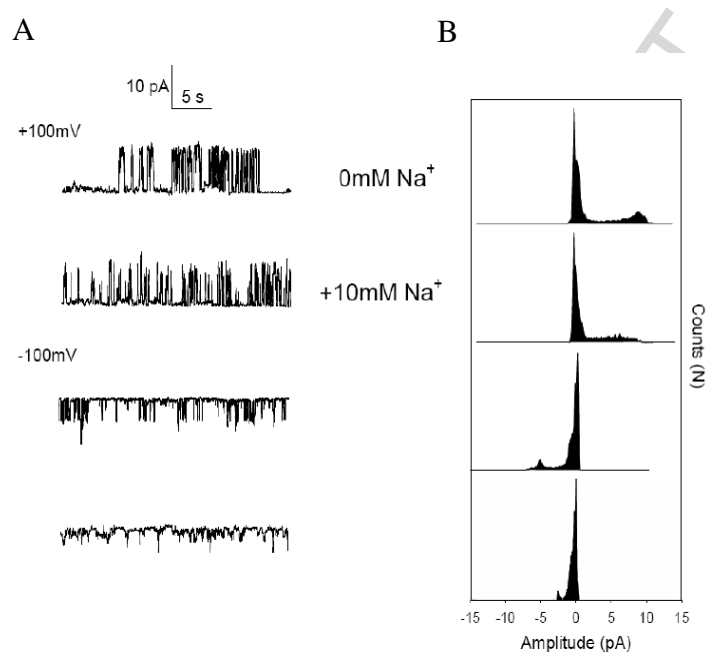 A
B
10 pA
5 s
+100mV
0mM Na⁺
+10mM Na⁺
-100mV
Counts (N)
-15 -10 -5 0 5 10 15
Amplitude (pA)